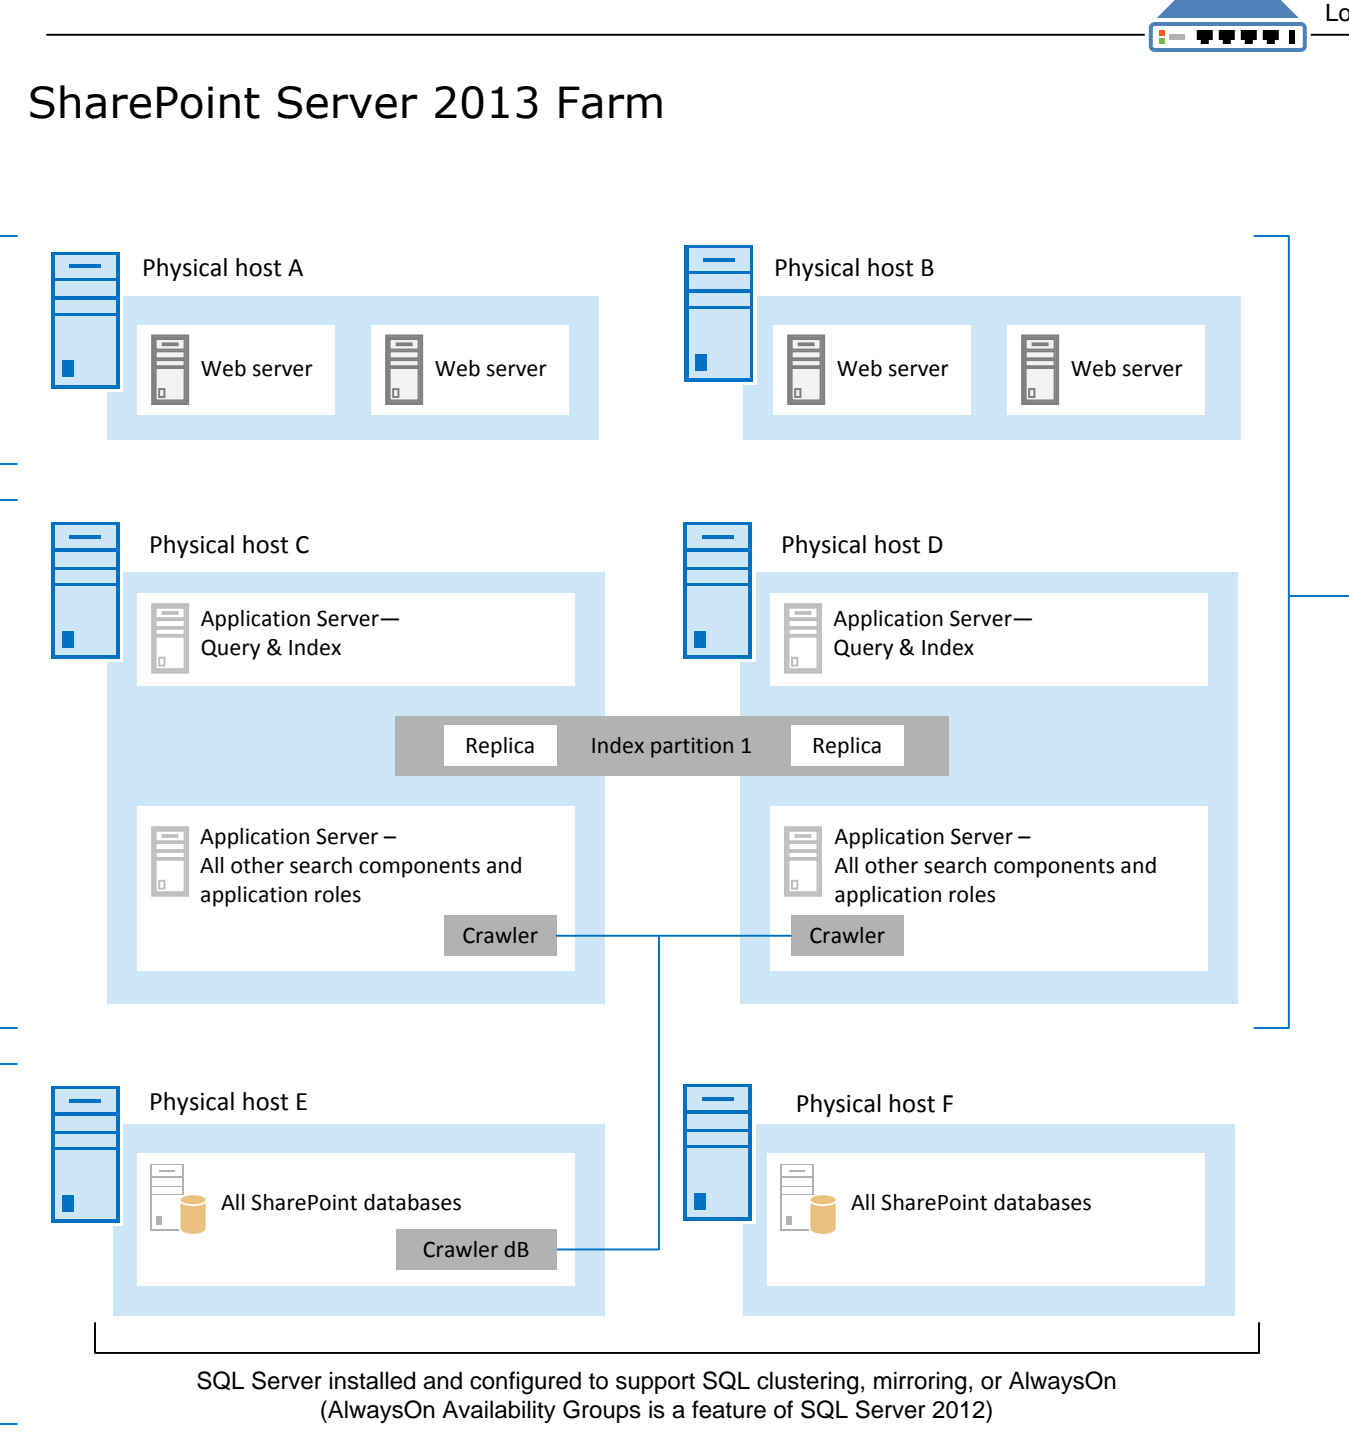 Lo
SharePoint Server 2013 Farm
Physical host A
Physical host B
Web server
Web server
Web server
Web server
Physical host C
Physical host D
Application Server—
Query & Index
Application Server—
Query & Index
Replica
Index partition 1
Replica
Application Server –
All other search components and
application roles
Crawler
Application Server –
All other search components and
application roles
Crawler
Physical host E
Physical host F
All SharePoint databases
Crawler dB
All SharePoint databases
SQL Server installed and configured to support SQL clustering, mirroring, or AlwaysOn
(AlwaysOn Availability Groups is a feature of SQL Server 2012)